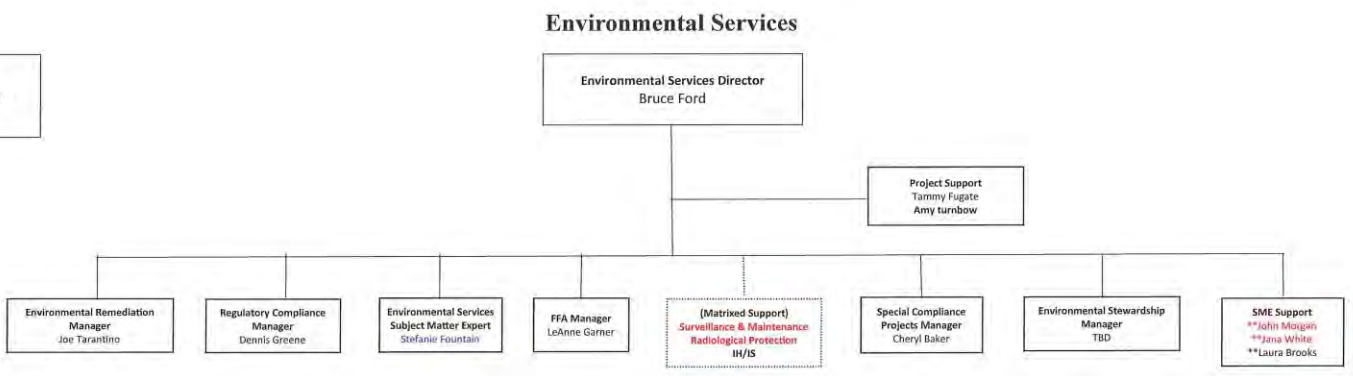 Environmental Services
Environmental Services Director
Bruce Ford
Project Support
Tammy Fugate
Amy turnbow
Environmental Remediation
Manager
Joe Tarantino
Regulatory Compliance
Manager
Dennis Greene
Environmental Services
Subject Matter Expert
Stefanie Fountain
FFA Manager
LeAnne Garner
(Matrixed Support)
Surveillance & Maintenance
Radiological Protection
IH/IS
Special Compliance
Projects Manager
Cheryl Baker
Environmental Stewardship
Manager
TBD
SME Support
**John Morgan
**Jana White
**Laura Brooks